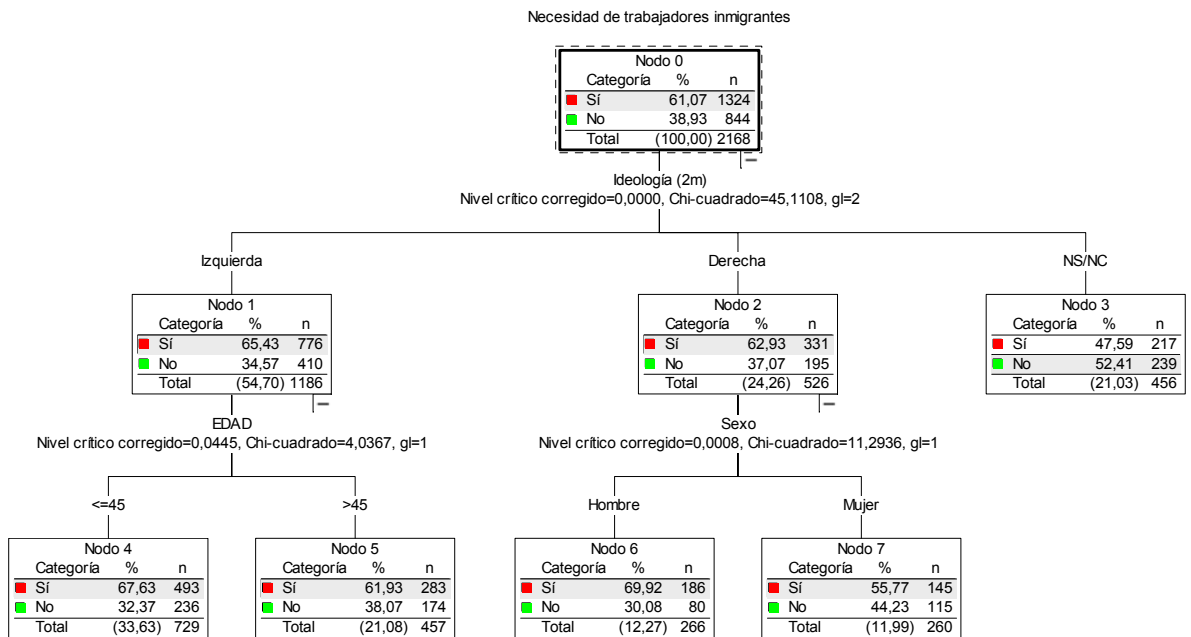 Necesidad de trabajadores inmigrantes
Nodo 0
Categoría % n
Sí 61,07 1324
No 38,93 844
Total (100,00) 2168
Ideología (2m)
Nivel crítico corregido=0,0000, Chi-cuadrado=45,1108, gl=2
Izquierda
Derecha
NS/NC
Nodo 1
Categoría % n
Sí 65,43 776
No 34,57 410
Total (54,70) 1186
Nodo 2
Categoría % n
Sí 62,93 331
No 37,07 195
Total (24,26) 526
Nodo 3
Categoría % n
Sí 47,59 217
No 52,41 239
Total (21,03) 456
EDAD
Nivel crítico corregido=0,0445, Chi-cuadrado=4,0367, gl=1
Sexo
Nivel crítico corregido=0,0008, Chi-cuadrado=11,2936, gl=1
<=45
>45
Hombre
Mujer
Nodo 4
Categoría % n
Sí 67,63 493
No 32,37 236
Total (33,63) 729
Nodo 5
Categoría % n
Sí 61,93 283
No 38,07 174
Total (21,08) 457
Nodo 6
Categoría % n
Sí 69,92 186
No 30,08 80
Total (12,27) 266
Nodo 7
Categoría % n
Sí 55,77 145
No 44,23 115
Total (11,99) 260